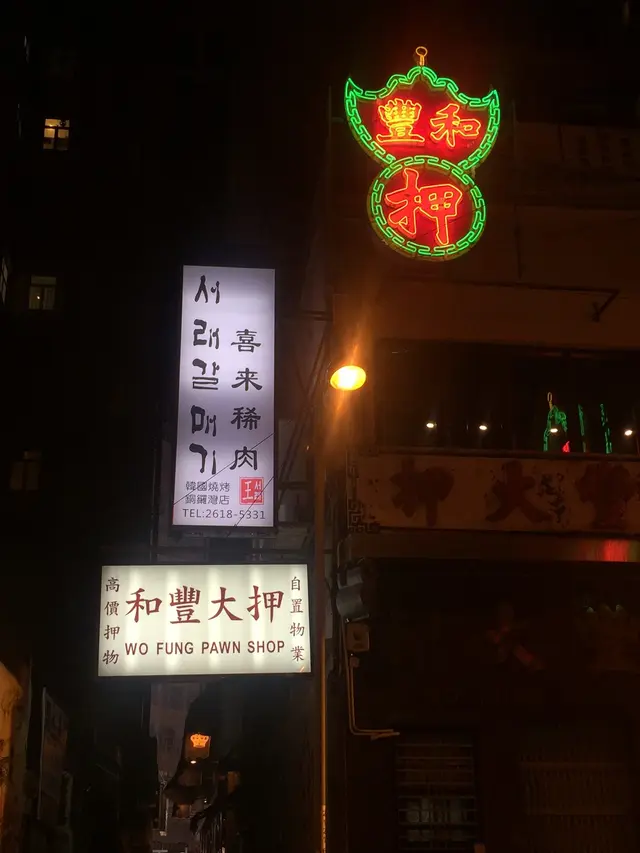 和豐
押
서래갈매기
喜来稀肉
韓國燒烤
銅鑼灣店
TEL:2618-5331
豐大押
高價押物
和豐大押
WO FUNG PAWN SHOP
自置物業